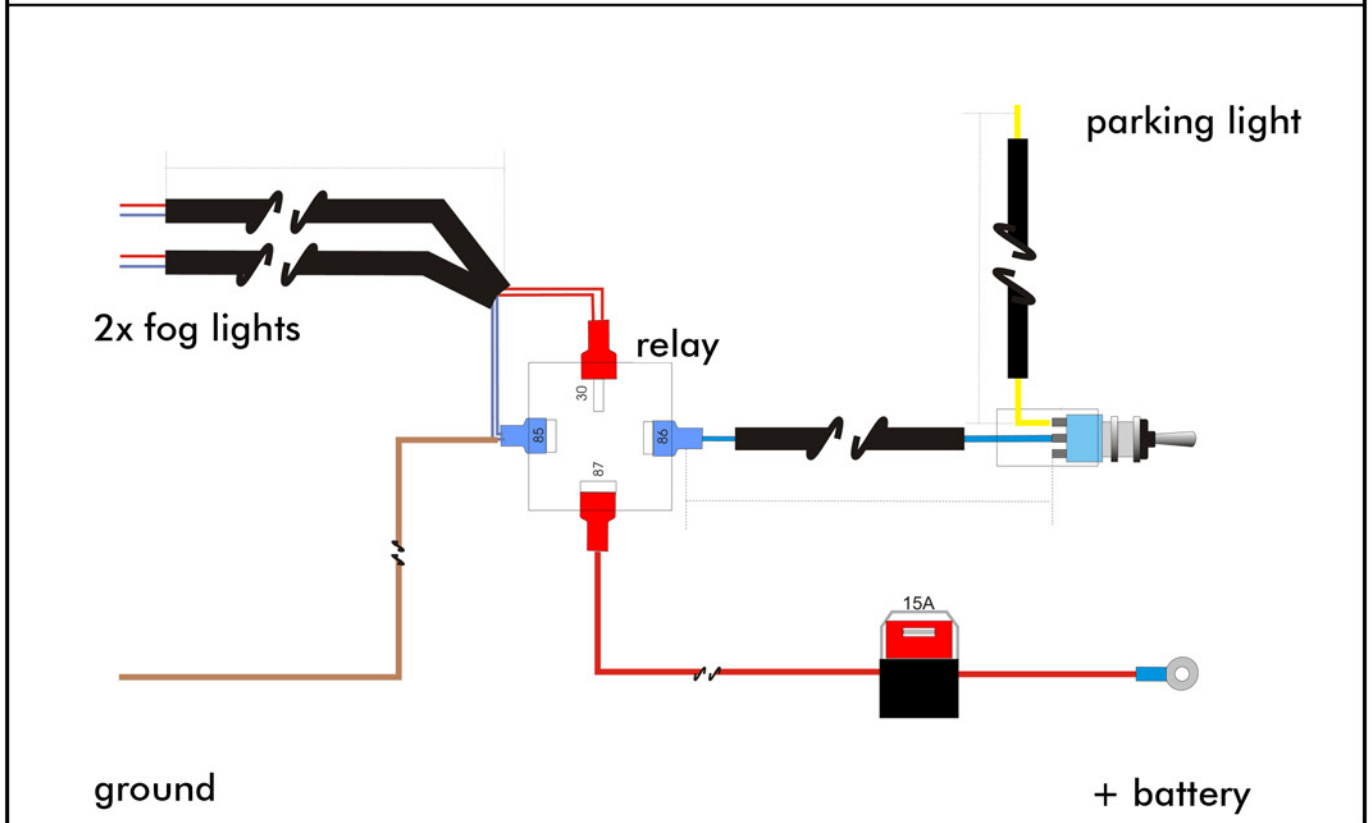 parking light
2x fog lights
relay
30
85
86
87
15A
ground
+ battery